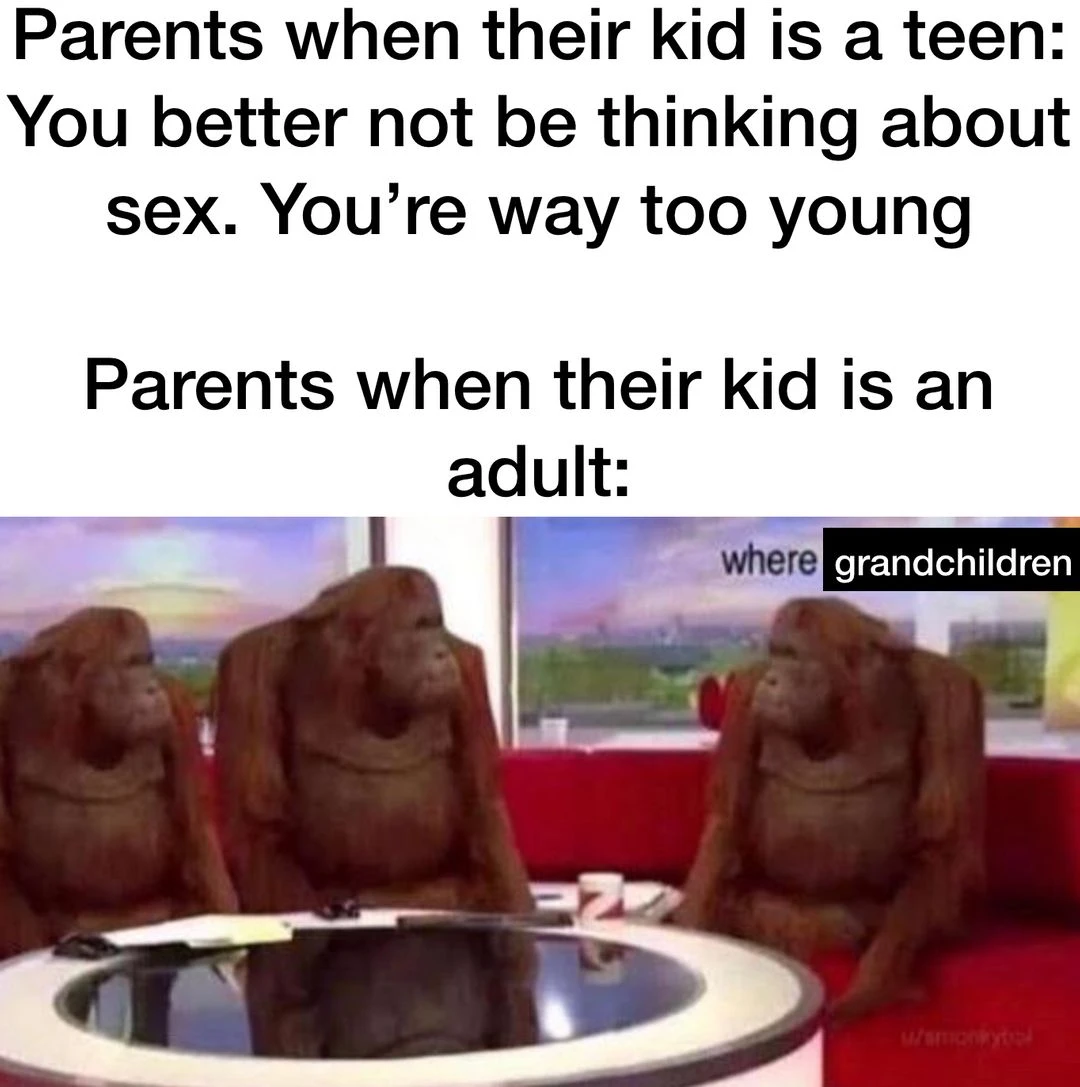 Parents when their kid is a teen:
You better not be thinking about
sex. You’re way too young
Parents when their kid is an
adult:
where grandchildren